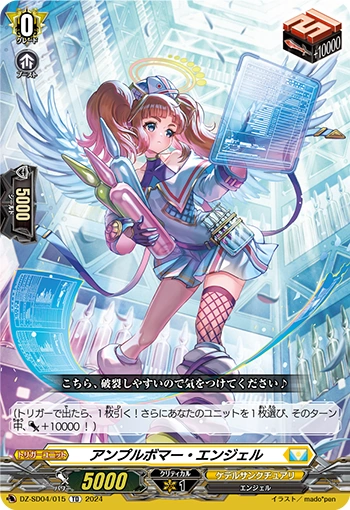 0
グレード
ブースト
+10000
5000
シールド
こちら、破裂しやすいので気をつけてください♪
(トリガーで出たら、1枚引く!さらにあなたのユニットを1枚選び、そのターン
中、+10000!)
トリガーユニット
アンプルボマー・エンジェル
パワー 5000
クリティカル
1
ケテルサンクチュアリ
エンジェル
DZ-SD04/015 TD 2024
イラスト/mado*pen